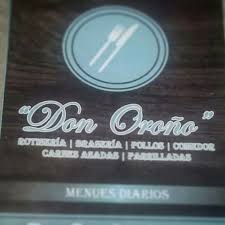 "Don Oroño"
ROTISERÍA | BRASERÍA | POLLOS | COMEDOR
CARNES ASADAS | PARRILLADAS
MENUES DIARIOS